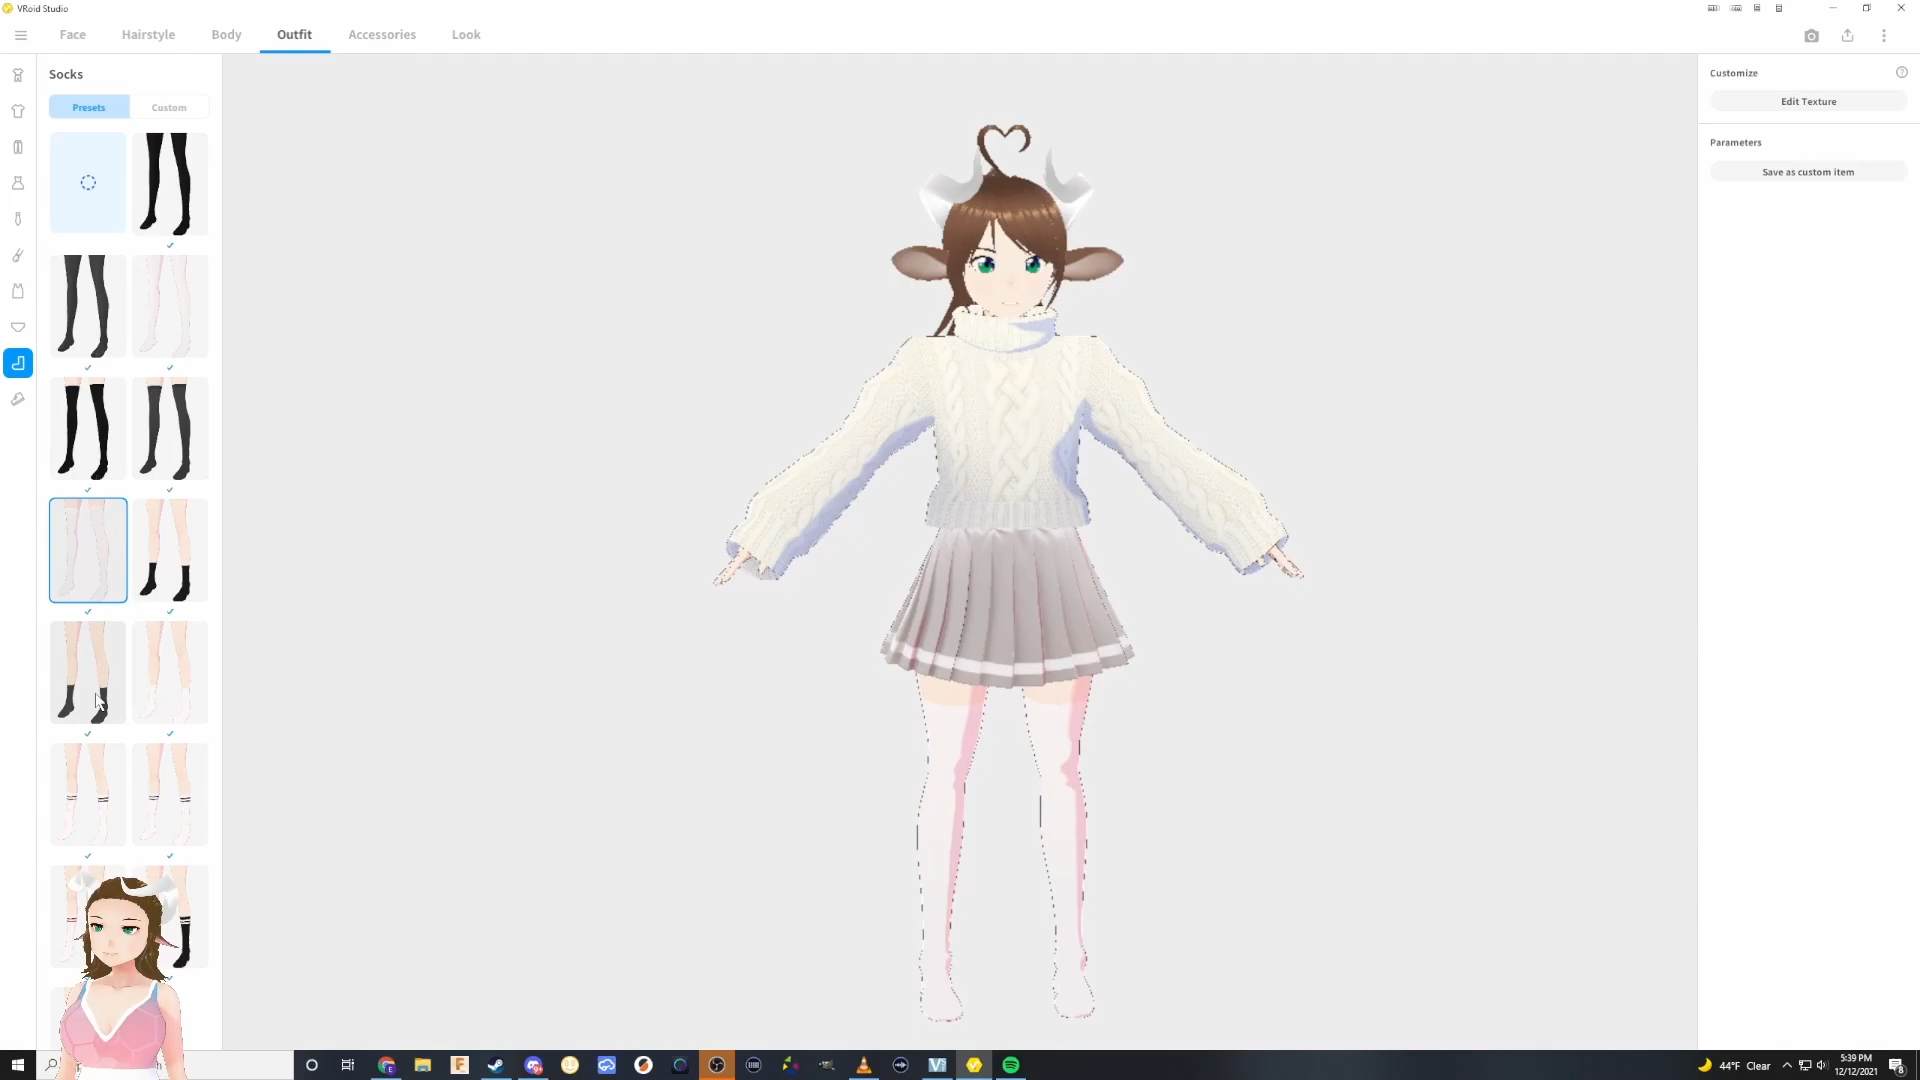 VRoid Studio
Face Hairstyle Body Outfit Accessories Look
Socks
Presets Custom
Customize
Edit Texture
Parameters
Save as custom item
44°F Clear
5:39 PM
12/12/2021